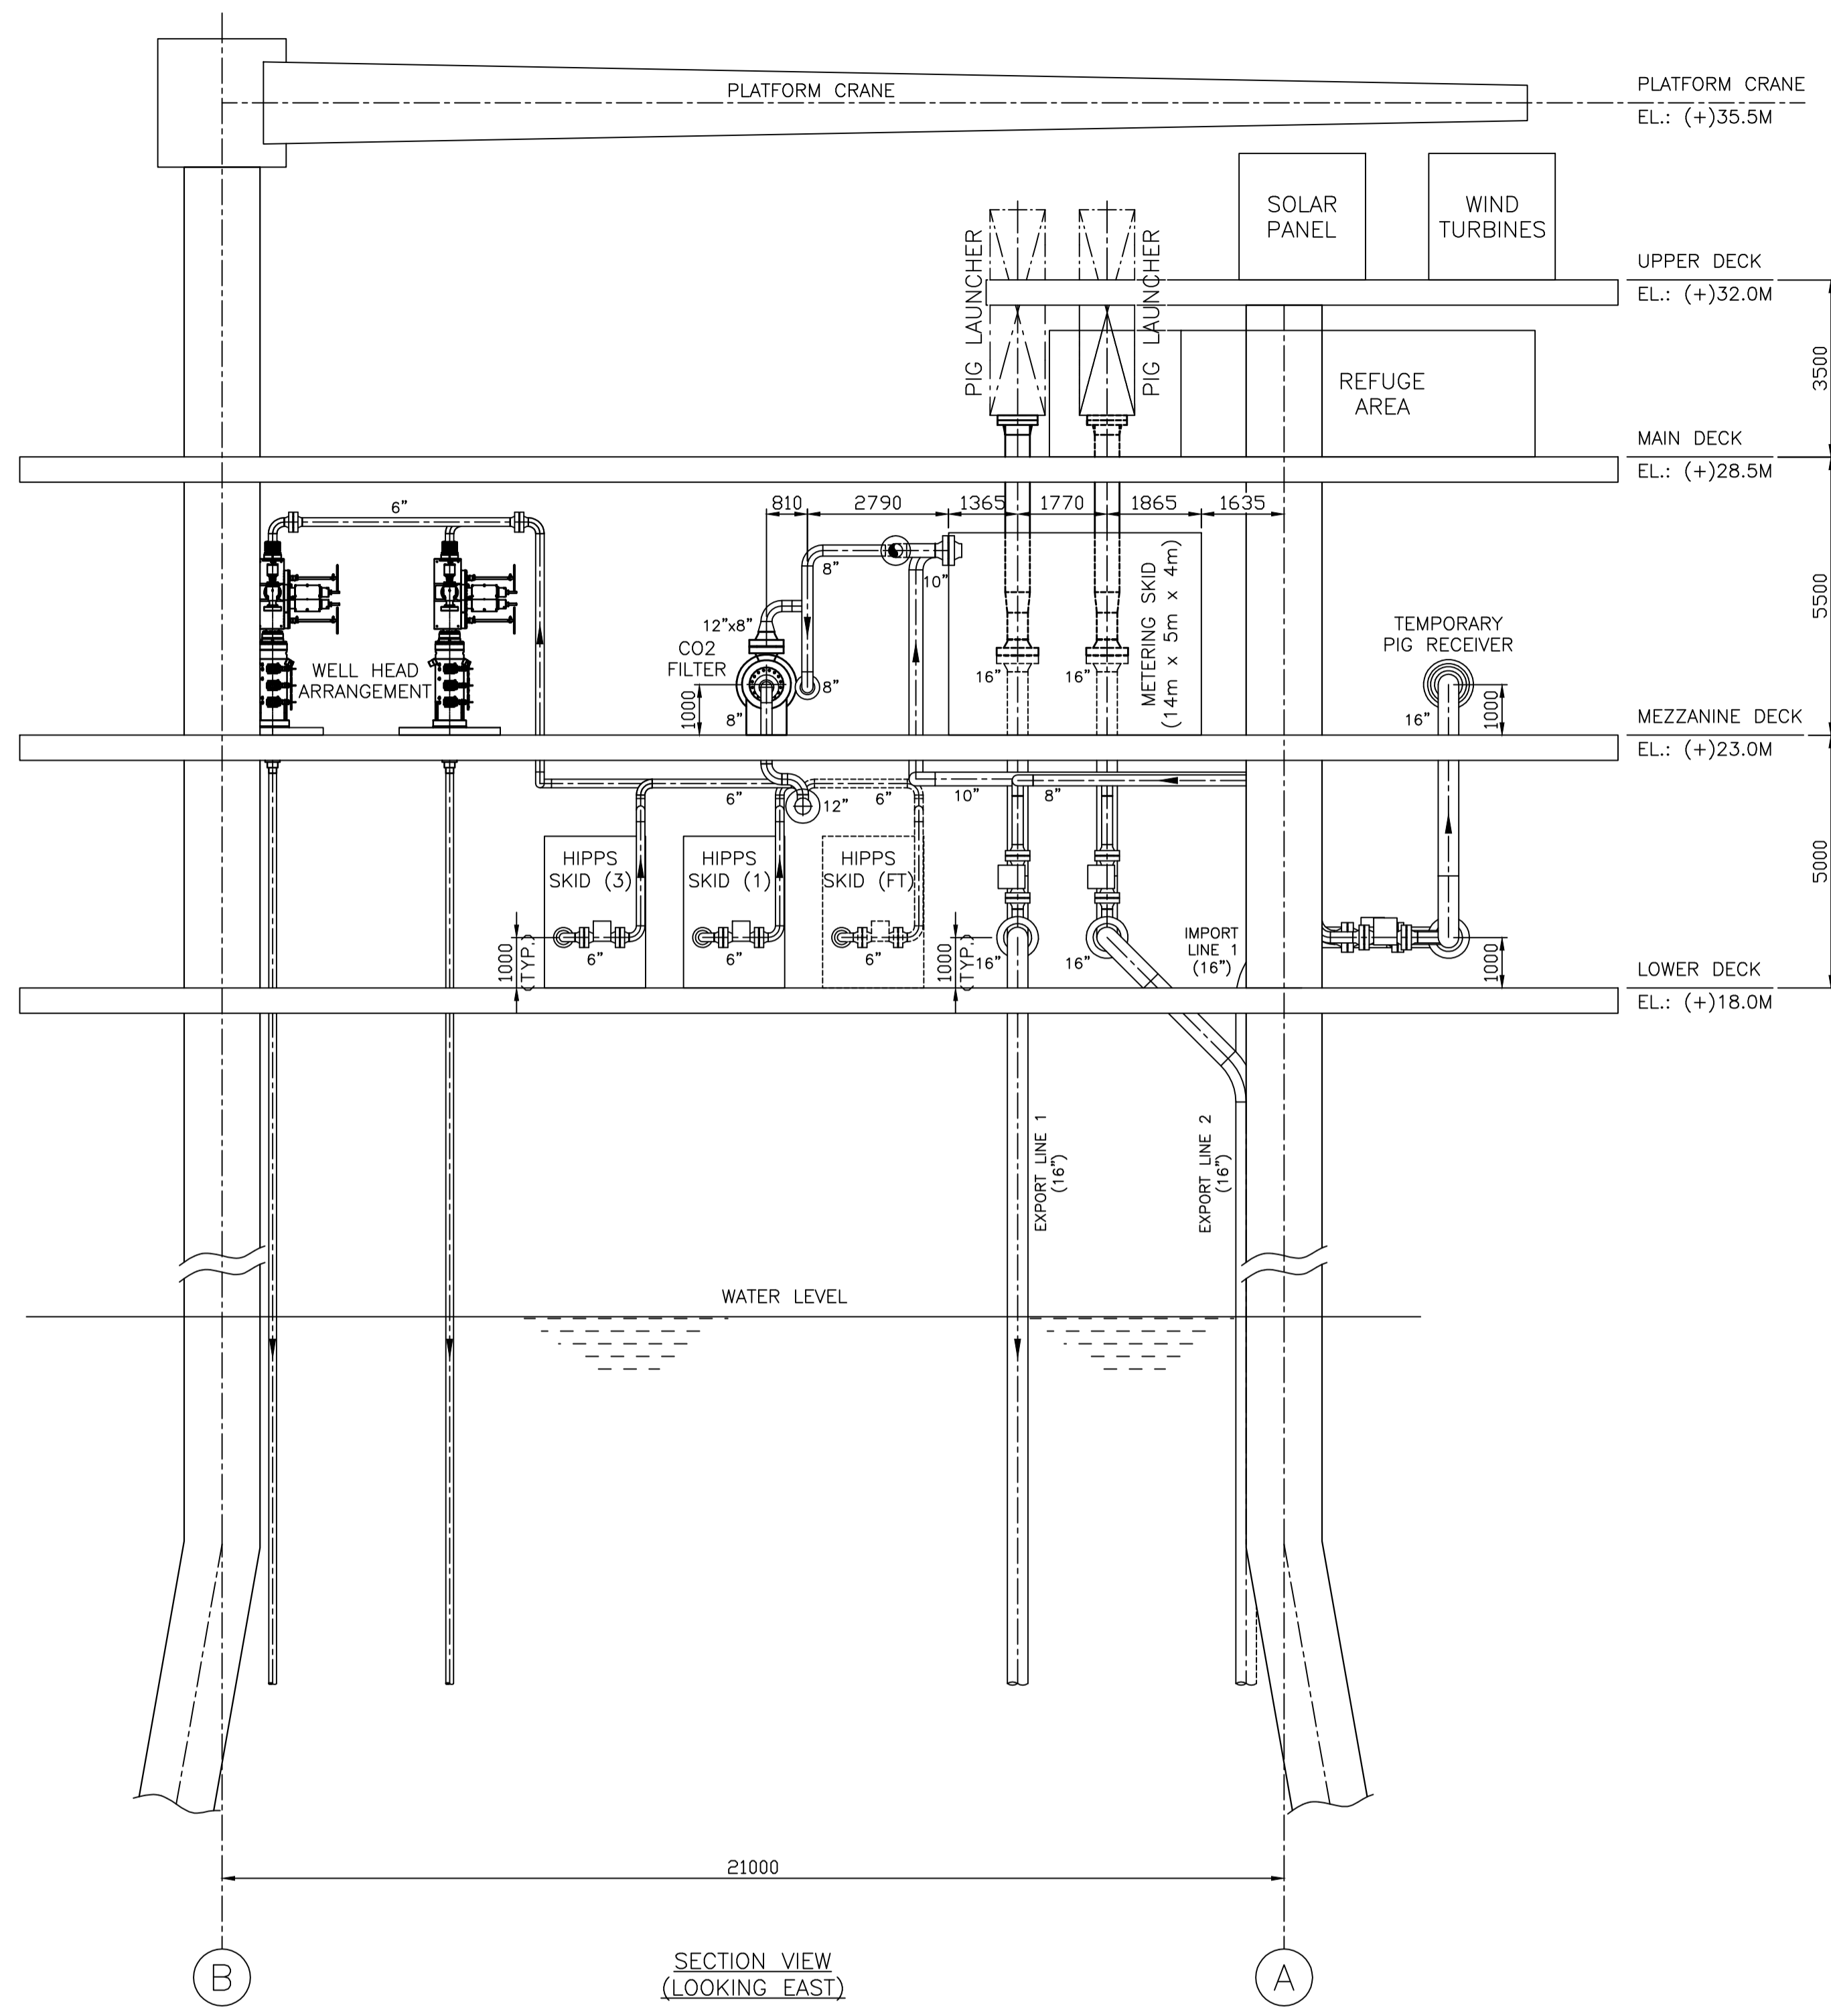 PLATFORM CRANE
PLATFORM CRANE
EL.: (+)35.5M
SOLAR
PANEL
WIND
TURBINES
PIG LAUNCHER
PIG LAUNCHER
UPPER DECK
EL.: (+)32.0M
3500
REFUGE
AREA
MAIN DECK
EL.: (+)28.5M
6"
810
2790
1365
1770
1865
1635
8"
10"
METERING SKID
(14m x 5m x 4m)
5500
12"x8"
CO2
FILTER
WELL HEAD
ARRANGEMENT
TEMPORARY
PIG RECEIVER
16"
16"
8"
1000
8"
16"
1000
MEZZANINE DECK
EL.: (+)23.0M
6"
12"
6"
10"
8"
HIPPS
SKID (3)
HIPPS
SKID (1)
HIPPS
SKID (FT)
5000
1000
(TYP.)
6"
6"
6"
1000
(TYP.)
16"
16"
IMPORT
LINE 1
(16")
1000
LOWER DECK
EL.: (+)18.0M
EXPORT LINE 1
(16")
EXPORT LINE 2
(16")
WATER LEVEL
21000
B
A
SECTION VIEW
(LOOKING EAST)